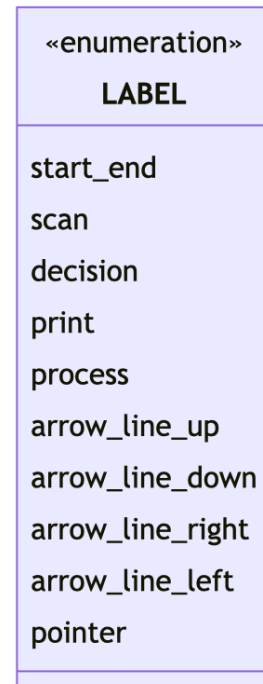 «enumeration»
LABEL
start_end
scan
decision
print
process
arrow_line_up
arrow_line_down
arrow_line_right
arrow_line_left
pointer